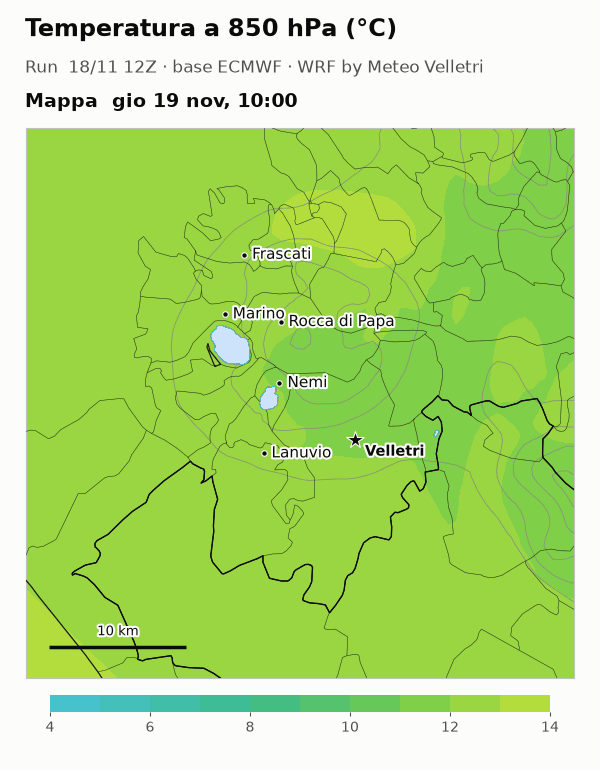 Temperatura a 850 hPa (°C)
Run  18/11 12Z · base ECMWF · WRF by Meteo Velletri
Mappa  gio 19 nov, 10:00
Frascati
Marino
Rocca di Papa
Nemi
Velletri
Lanuvio
10 km
4 6 8 10 12 14